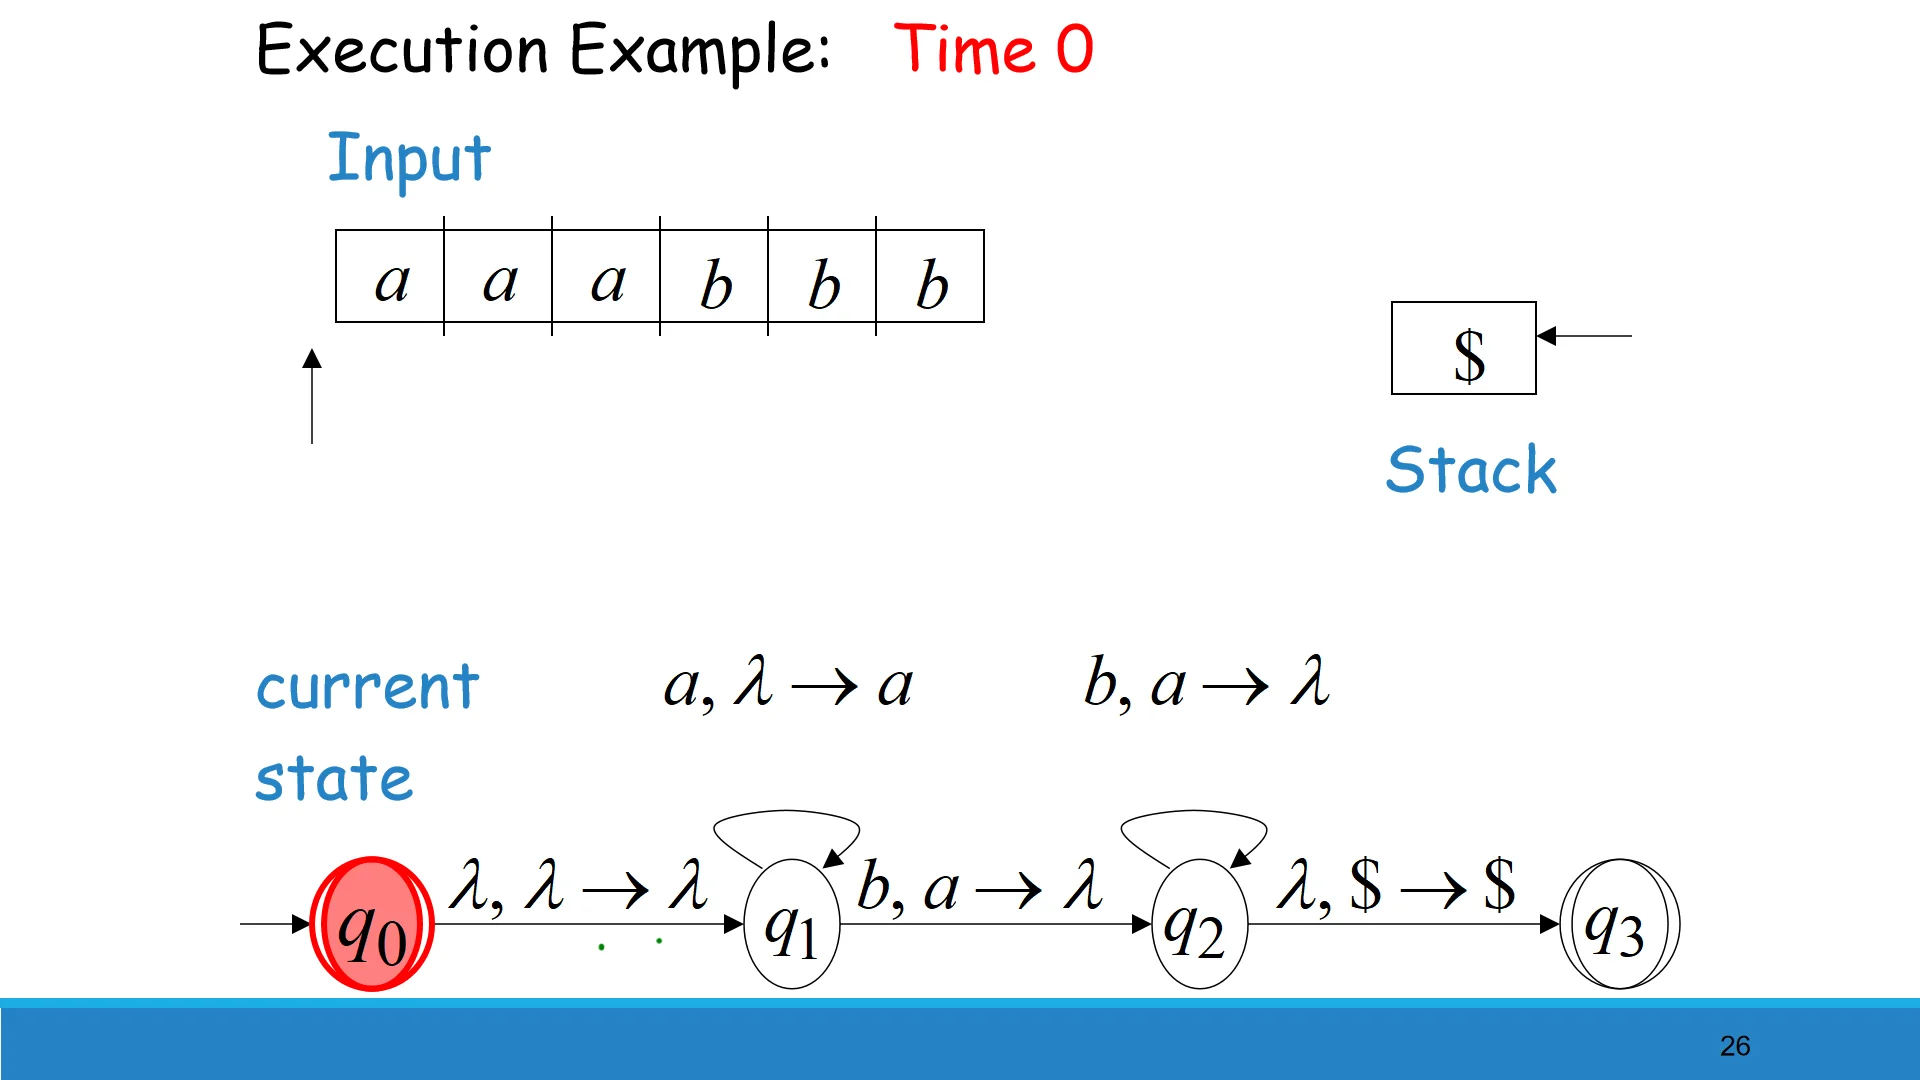 Execution Example: Time 0
Input
a a a b b b
$
Stack
current
state
a, λ → a
b, a → λ
q0 λ, λ → λ q1 b, a → λ q2 λ, $ → $ q3
26